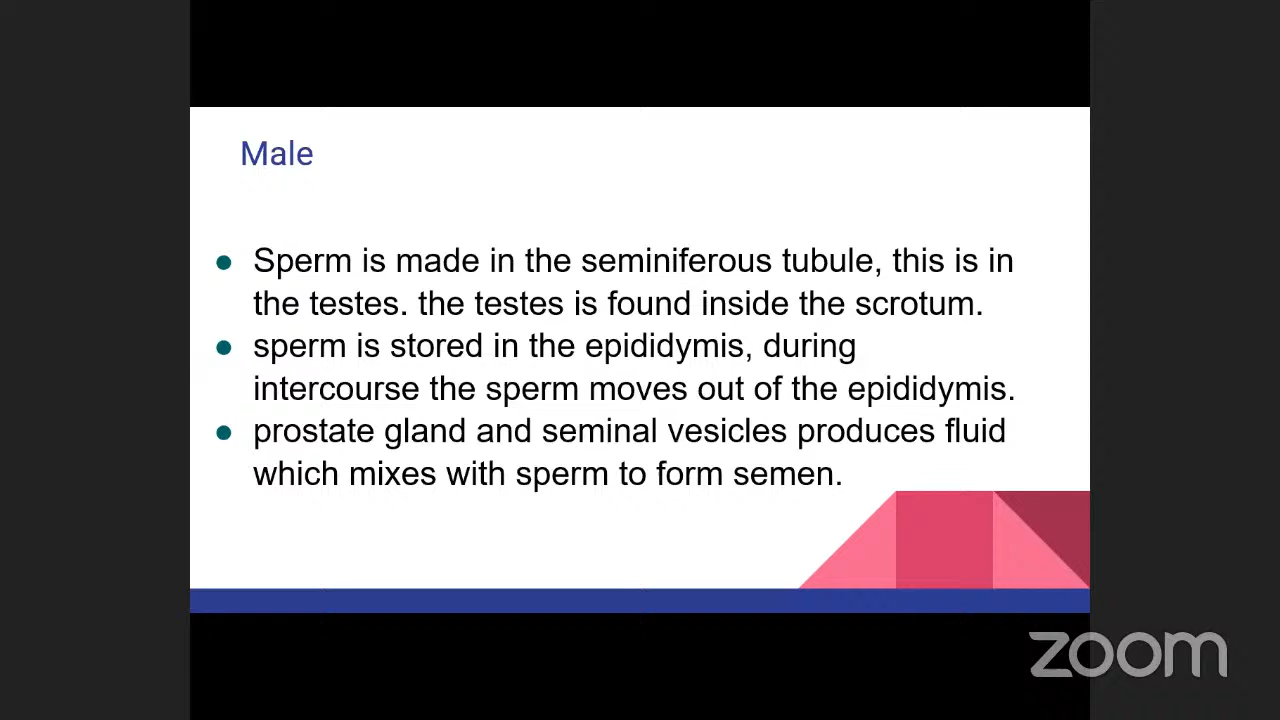 Male
● Sperm is made in the seminiferous tubule, this is in
the testes. the testes is found inside the scrotum.
● sperm is stored in the epididymis, during
intercourse the sperm moves out of the epididymis.
● prostate gland and seminal vesicles produces fluid
which mixes with sperm to form semen.
zoom